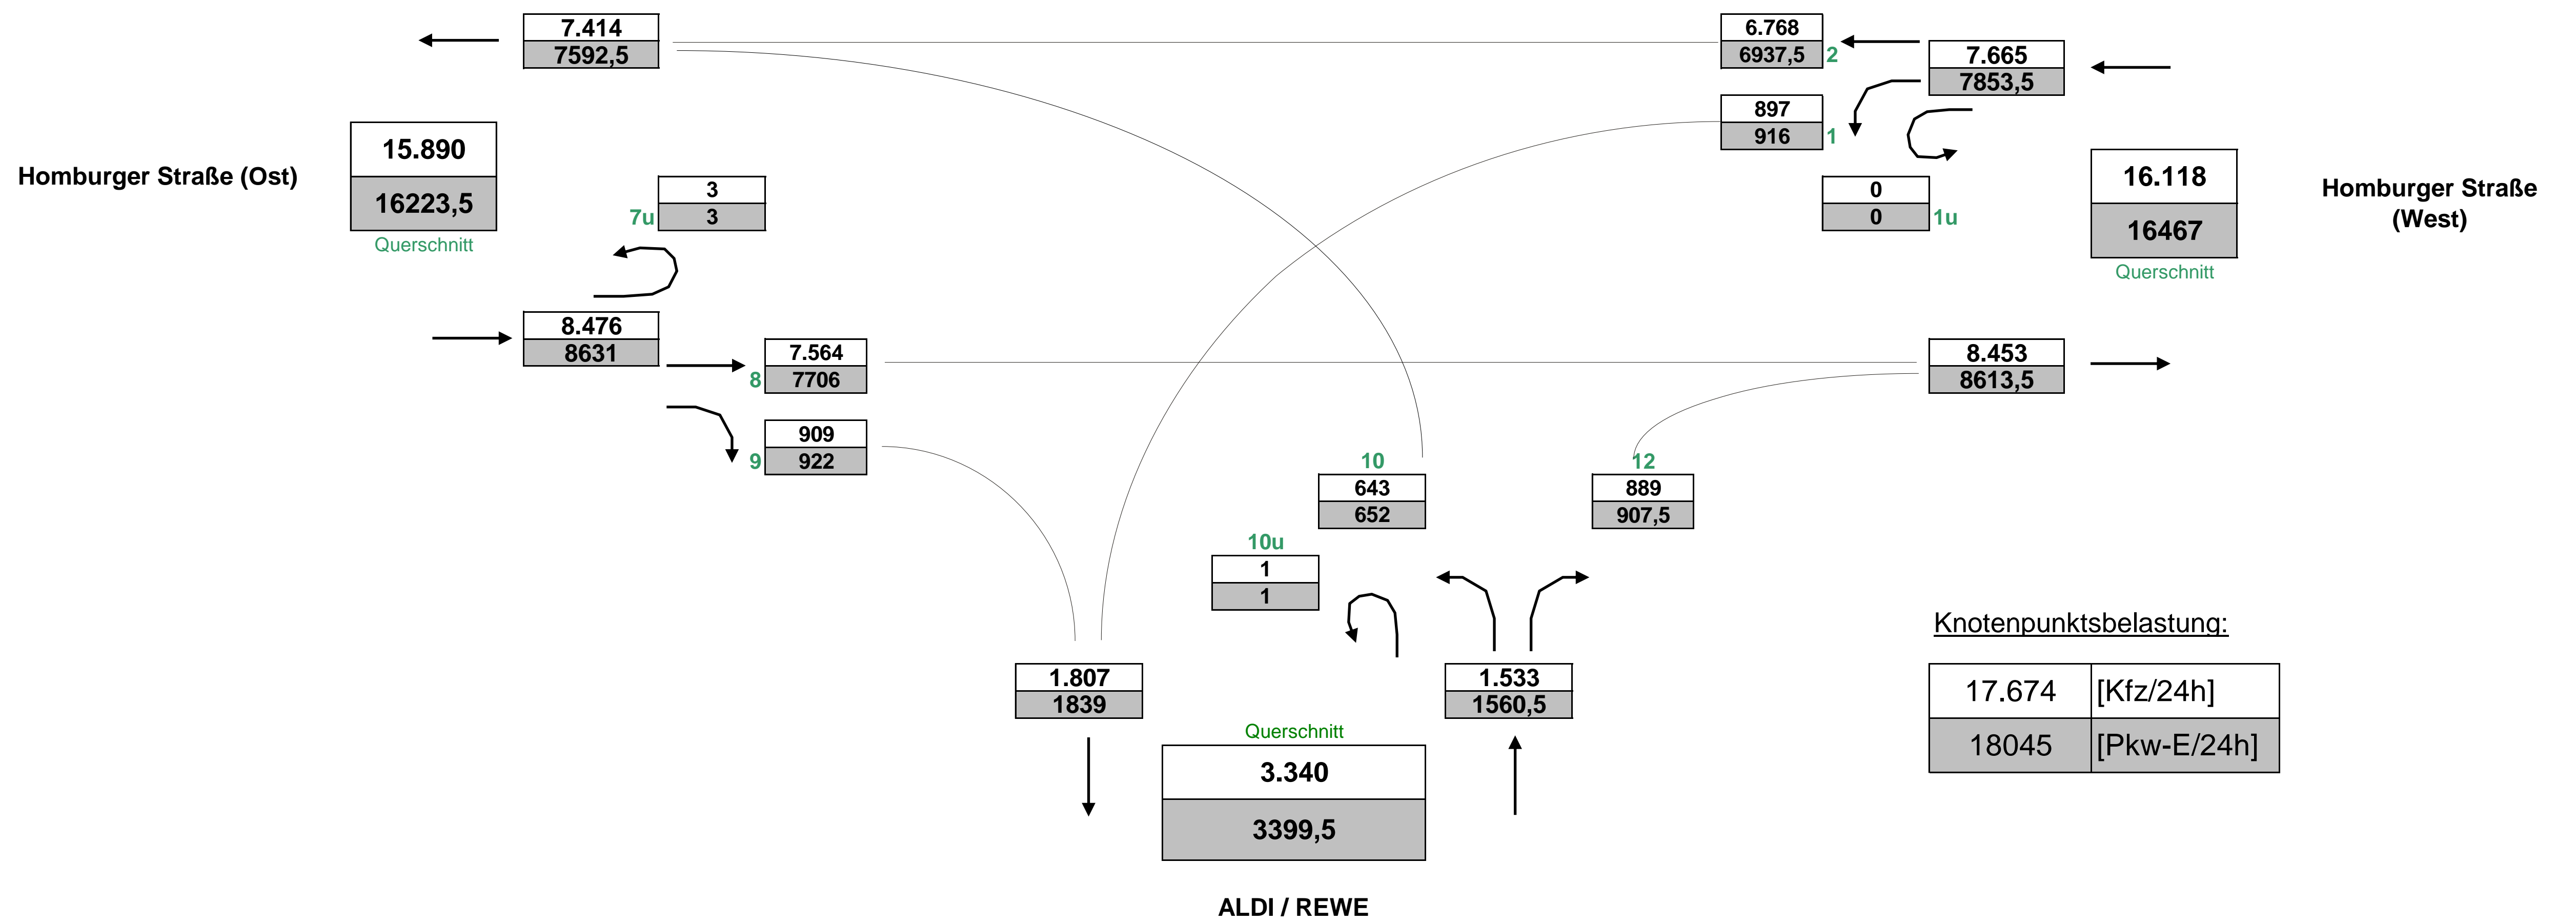 7.414
7592,5
6.768
6937,5 2
7.665
7853,5
897
916 1
15.890
16223,5
Querschnitt
Homburger Straße (Ost)
3
7u 3
0
0 1u
16.118
16467
Querschnitt
Homburger Straße
(West)
8.476
8631
7.564
8 7706
8.453
8613,5
909
9 922
10
643
652
12
889
907,5
10u
1
1
1.807
1839
1.533
1560,5
Querschnitt
3.340
3399,5
ALDI / REWE
Knotenpunktsbelastung:
17.674 [Kfz/24h]
18045 [Pkw-E/24h]